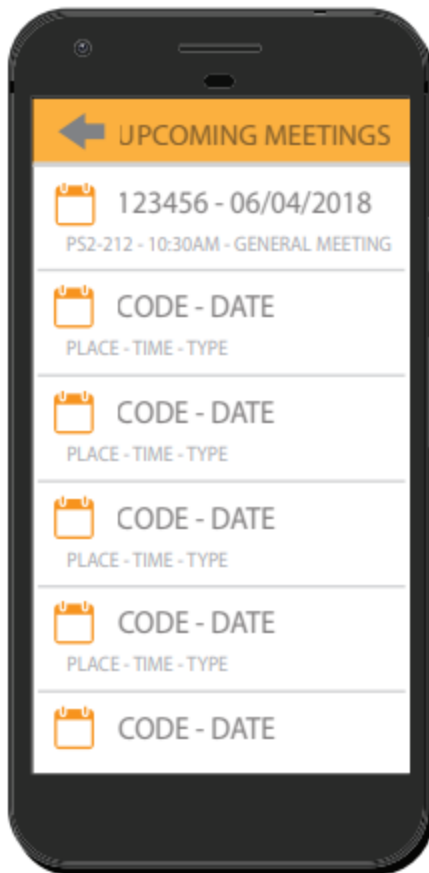 UPCOMING MEETINGS
123456 - 06/04/2018
PS2-212 - 10:30AM - GENERAL MEETING
CODE - DATE
PLACE - TIME - TYPE
CODE - DATE
PLACE - TIME - TYPE
CODE - DATE
PLACE - TIME - TYPE
CODE - DATE
PLACE - TIME - TYPE
CODE - DATE